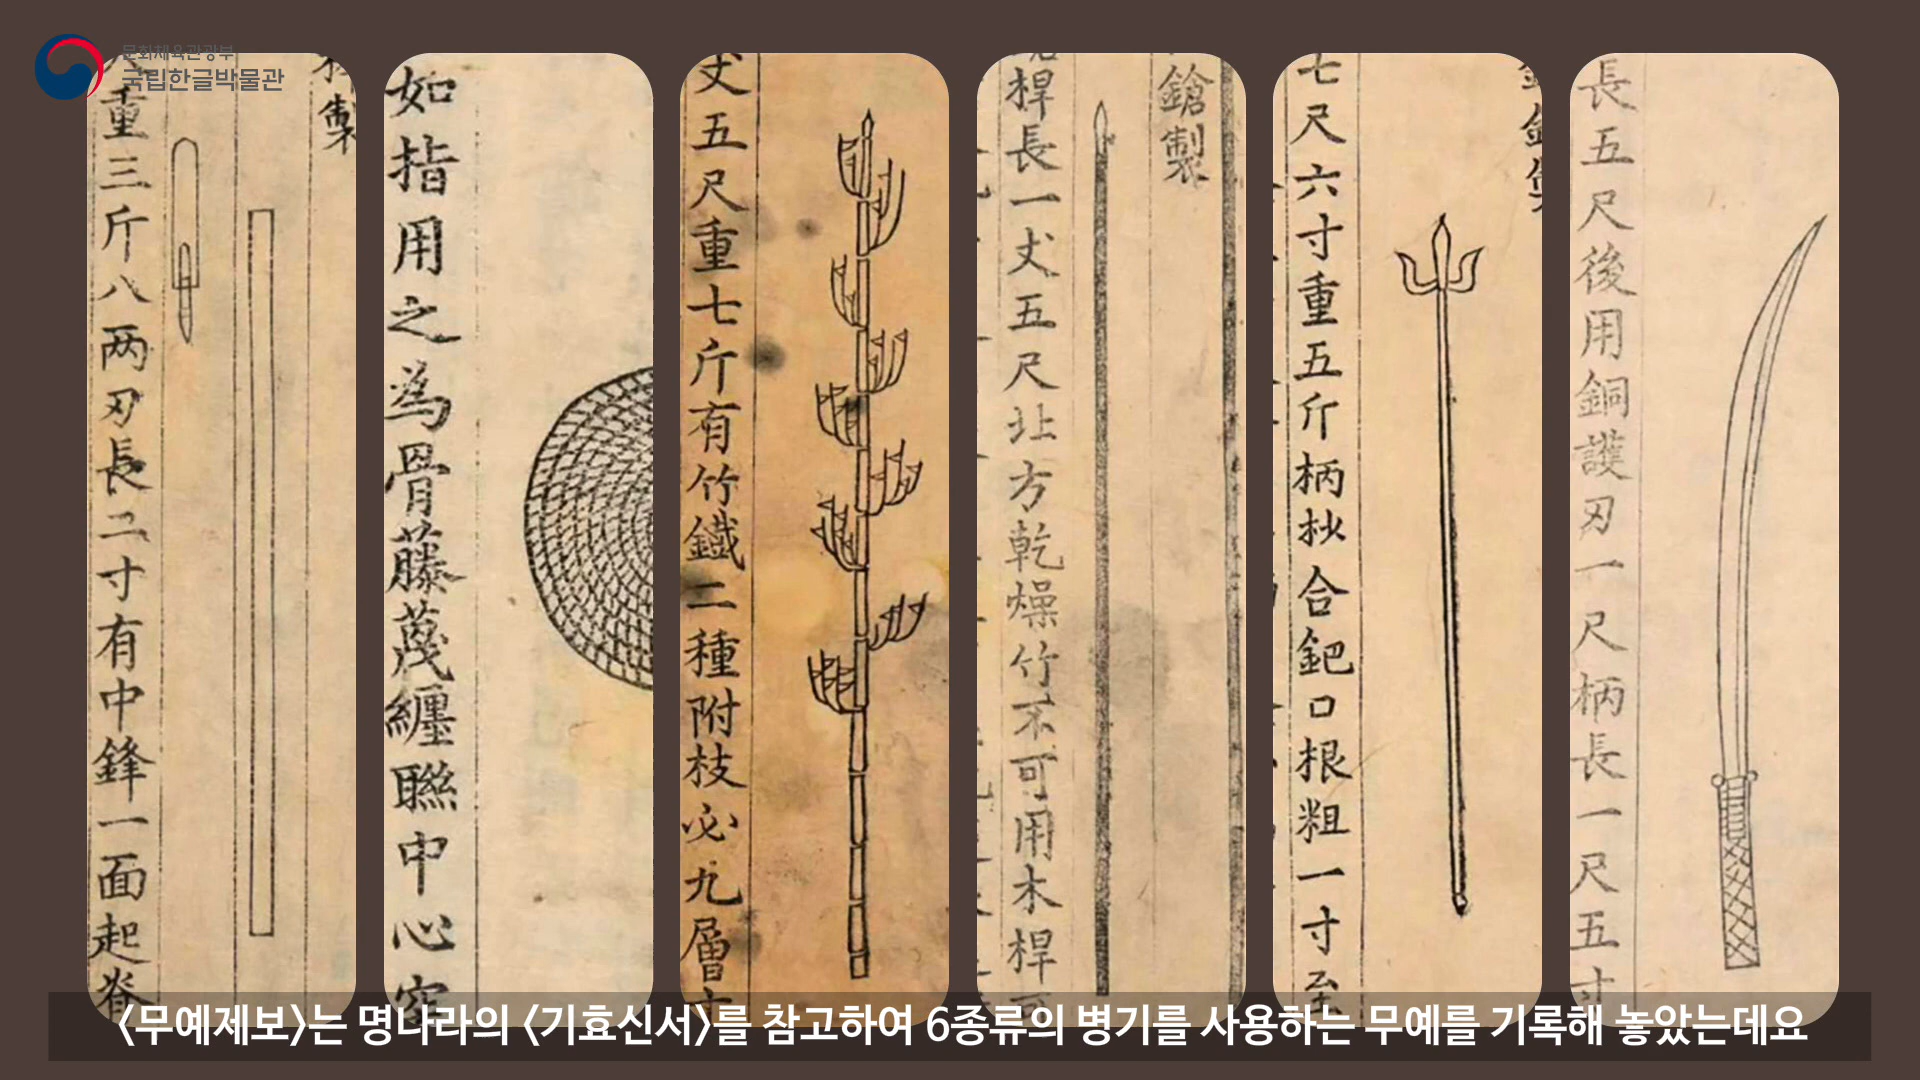 문화체육관광부
국립한글박물관
製
重三斤八两刃長二寸有中鋒一面起脊
如指用之為骨藤蔑纏聯中心
丈五尺重七斤有竹鐵二種附枝必九層
鎗製
桿長一丈五尺北方乾燥竹不可用木桿可
七尺六寸重五斤柄杪合鈀口根粗一寸至
長五尺後用銅護刃一尺柄長一尺五寸
<무예제보>는 명나라의 <기효신서>를 참고하여 6종류의 병기를 사용하는 무예를 기록해 놓았는데요